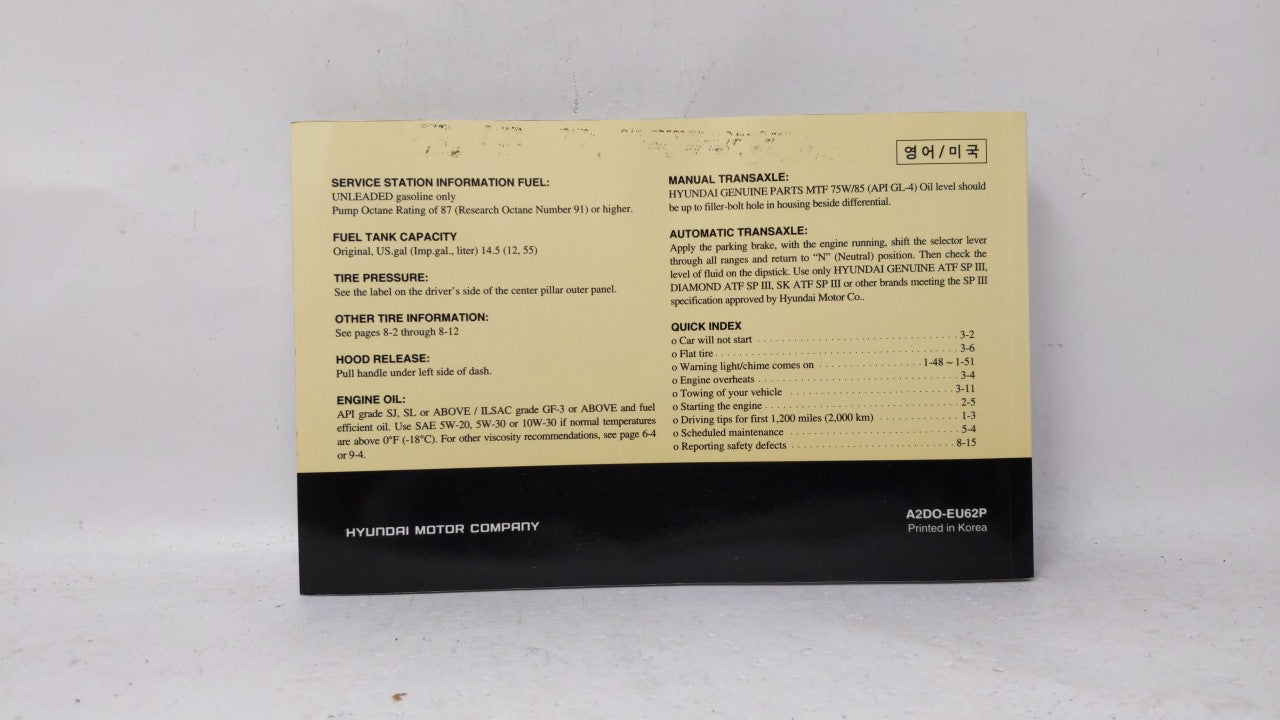 영어/미국
SERVICE STATION INFORMATION FUEL:
UNLEADED gasoline only
Pump Octane Rating of 87 (Research Octane Number 91) or higher.
FUEL TANK CAPACITY
Original, US.gal (Imp.gal., liter) 14.5 (12, 55)
TIRE PRESSURE:
See the label on the driver's side of the center pillar outer panel.
OTHER TIRE INFORMATION:
See pages 8-2 through 8-12
HOOD RELEASE:
Pull handle under left side of dash.
ENGINE OIL:
API grade SJ, SL or ABOVE / ILSAC grade GF-3 or ABOVE and fuel
efficient oil. Use SAE 5W-20, 5W-30 or 10W-30 if normal temperatures
are above 0°F (-18°C). For other viscosity recommendations, see page 6-4
or 9-4.
MANUAL TRANSAXLE:
HYUNDAI GENUINE PARTS MTF 75W/85 (API GL-4) Oil level should
be up to filler-bolt hole in housing beside differential.
AUTOMATIC TRANSAXLE:
Apply the parking brake, with the engine running, shift the selector lever
through all ranges and return to “N” (Neutral) position. Then check the
level of fluid on the dipstick. Use only HYUNDAI GENUINE ATF SP III,
DIAMOND ATF SP III, SK ATF SP III or other brands meeting the SP III
specification approved by Hyundai Motor Co..
QUICK INDEX
o Car will not start . . . . . . . . . . . . . . . . . . . . 3-2
o Flat tire . . . . . . . . . . . . . . . . . . . . 3-6
o Warning light/chime comes on . . . . . . . . . . . . . . . . . . . . 1-48 ~ 1-51
o Engine overheats . . . . . . . . . . . . . . . . . . . . 3-4
o Towing of your vehicle . . . . . . . . . . . . . . . . . . . . 3-11
o Starting the engine . . . . . . . . . . . . . . . . . . . . 2-5
o Driving tips for first 1,200 miles (2,000 km) . . . . . . . . . . . . . . . . . . . . 1-3
o Scheduled maintenance . . . . . . . . . . . . . . . . . . . . 5-4
o Reporting safety defects . . . . . . . . . . . . . . . . . . . . 8-15
HYUNDAI MOTOR COMPANY
A2DO-EU62P
Printed in Korea